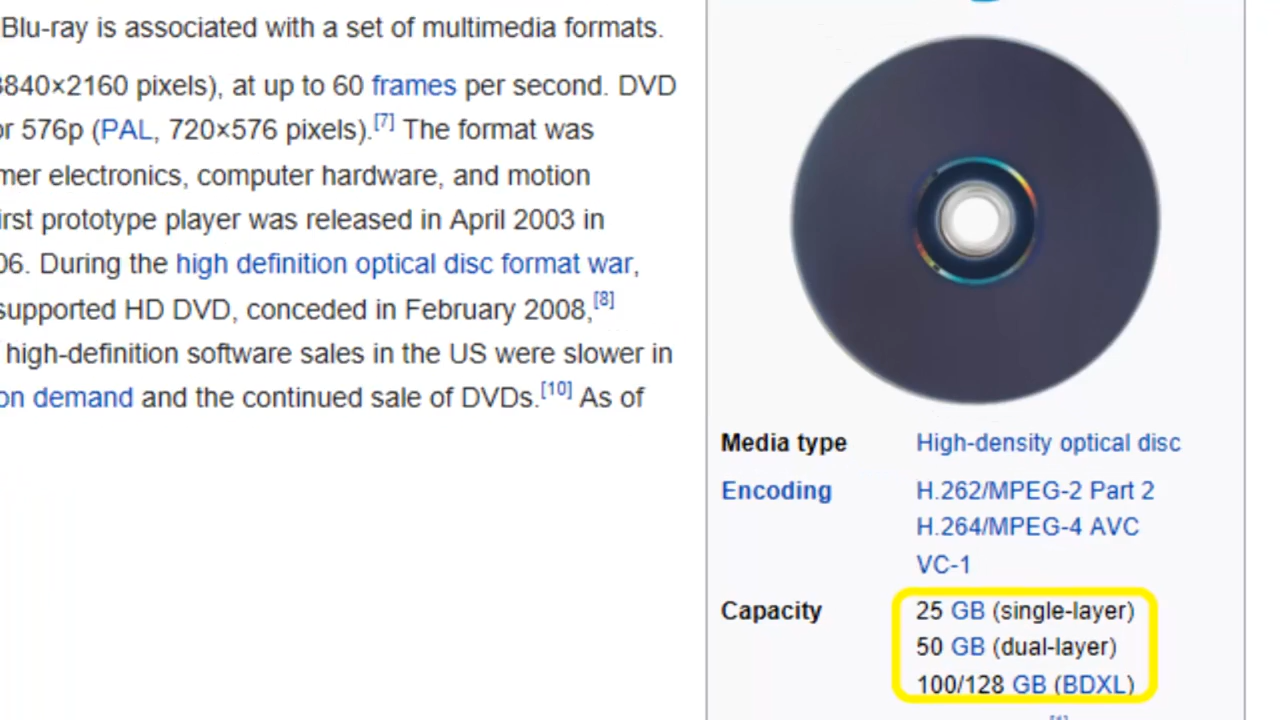 Blu-ray is associated with a set of multimedia formats.
3840×2160 pixels), at up to 60 frames per second. DVD
or 576p (PAL, 720×576 pixels).[7] The format was
mer electronics, computer hardware, and motion
irst prototype player was released in April 2003 in
06. During the high definition optical disc format war,
supported HD DVD, conceded in February 2008,[8]
high-definition software sales in the US were slower in
on demand and the continued sale of DVDs.[10] As of
Media type High-density optical disc
Encoding H.262/MPEG-2 Part 2
H.264/MPEG-4 AVC
VC-1
Capacity 25 GB (single-layer)
50 GB (dual-layer)
100/128 GB (BDXL)